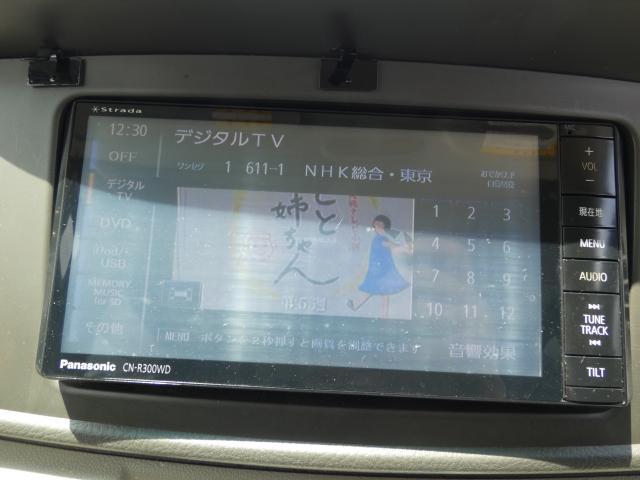 Strada
12:30
デジタルTV
OFF
ワンセグ 1 611-1 NHK総合・東京
デジタル
TV
DVD
iPod/
USB
MEMORY,
MUSIC
for SD
その他
とと
姉ちゃん
1 2 3
4 5 6
7 8 9
10 11 12
MENU ボタンを2秒押すと画質を調整できます
音響効果
Panasonic CN-R300WD
+
VOL
−
現在地
MENU
AUDIO
TUNE
TRACK
TILT